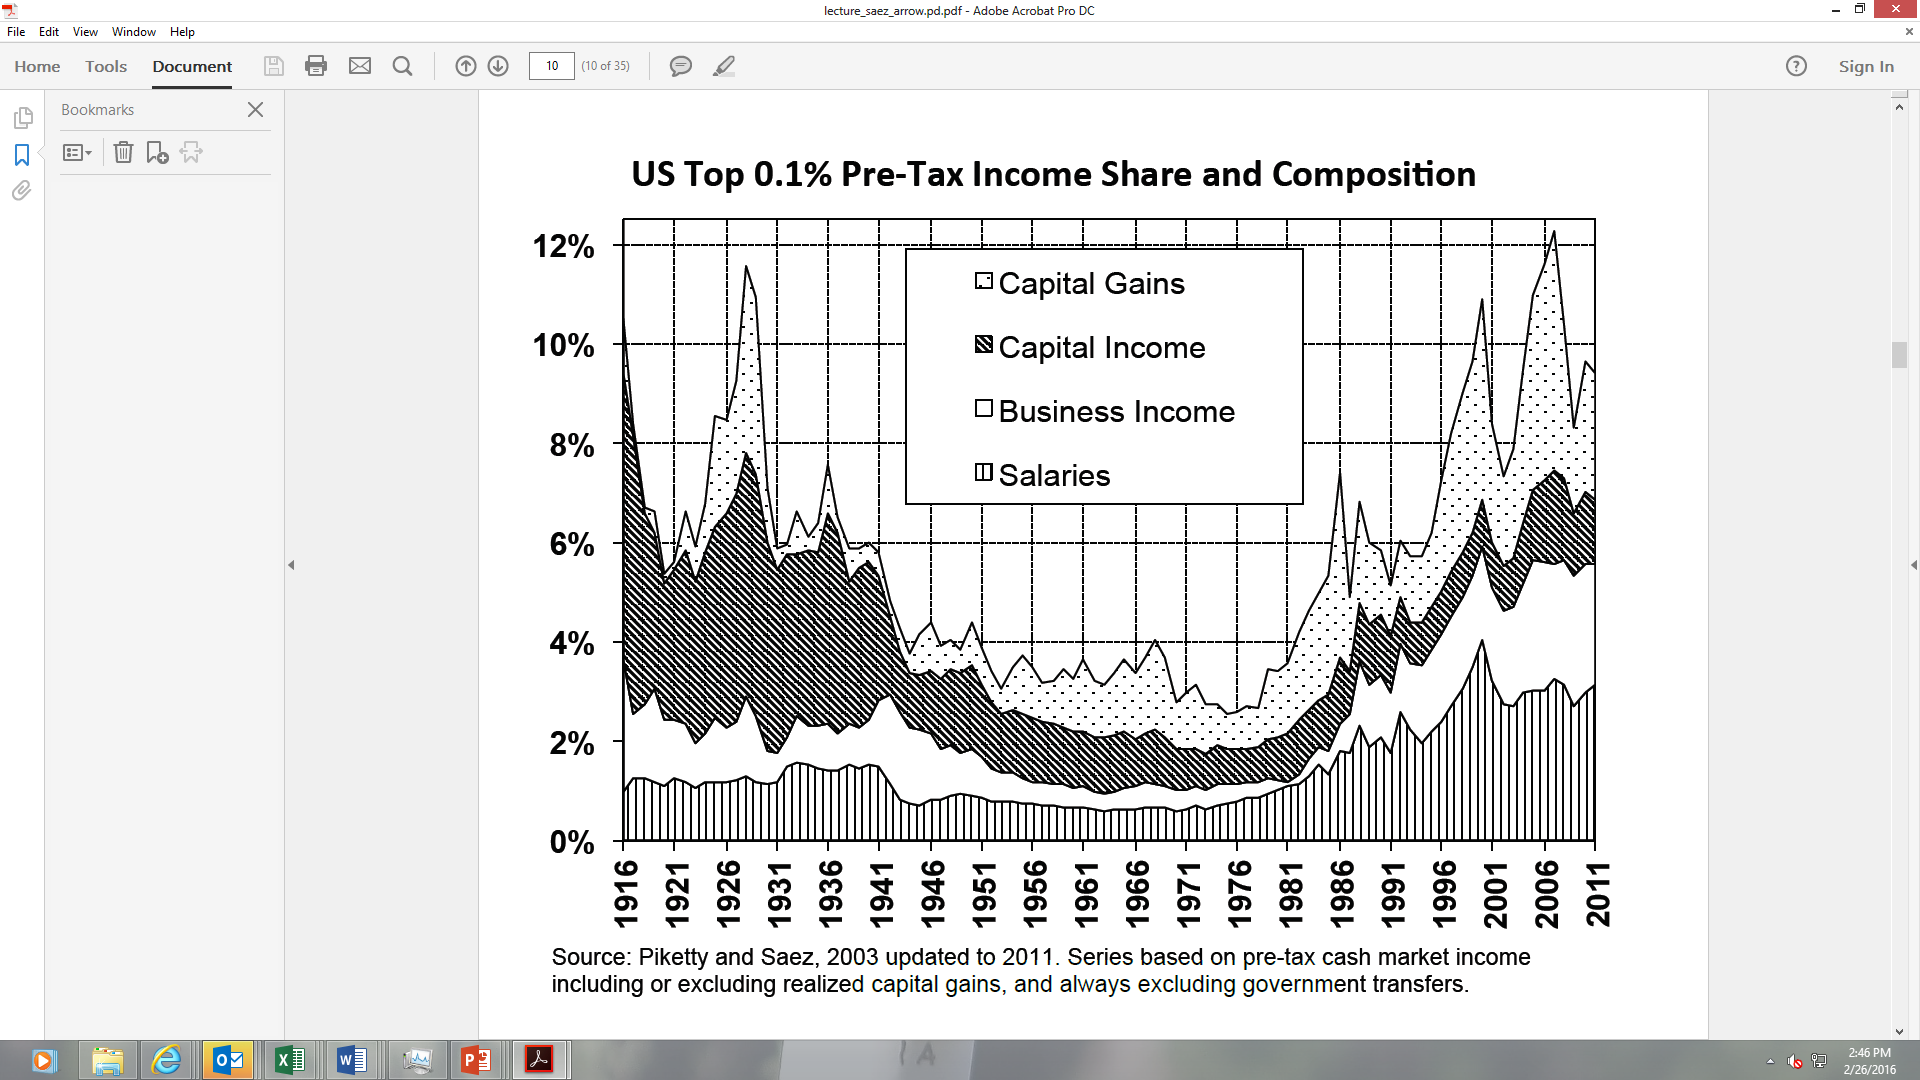 lecture_saez_arrow.pd.pdf - Adobe Acrobat Pro DC
File Edit View Window Help
Home Tools Document 10 (10 of 35) Sign In
Bookmarks
US Top 0.1% Pre-Tax Income Share and Composition
12%
10%
8%
6%
4%
2%
0%
Capital Gains
Capital Income
Business Income
Salaries
1916 1921 1926 1931 1936 1941 1946 1951 1956 1961 1966 1971 1976 1981 1986 1991 1996 2001 2006 2011
Source: Piketty and Saez, 2003 updated to 2011. Series based on pre-tax cash market income
including or excluding realized capital gains, and always excluding government transfers.
2:46 PM
2/26/2016